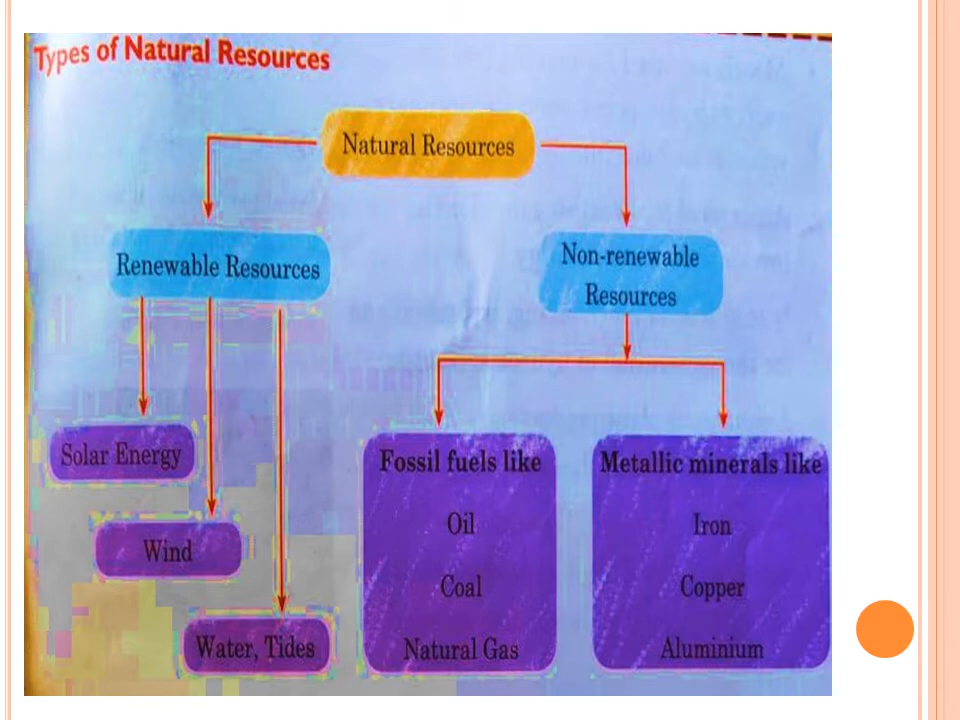 Types of Natural Resources
Natural Resources
Renewable Resources
Non-renewable
Resources
Solar Energy
Wind
Water, Tides
Fossil fuels like
Oil
Coal
Natural Gas
Metallic minerals like
Iron
Copper
Aluminium